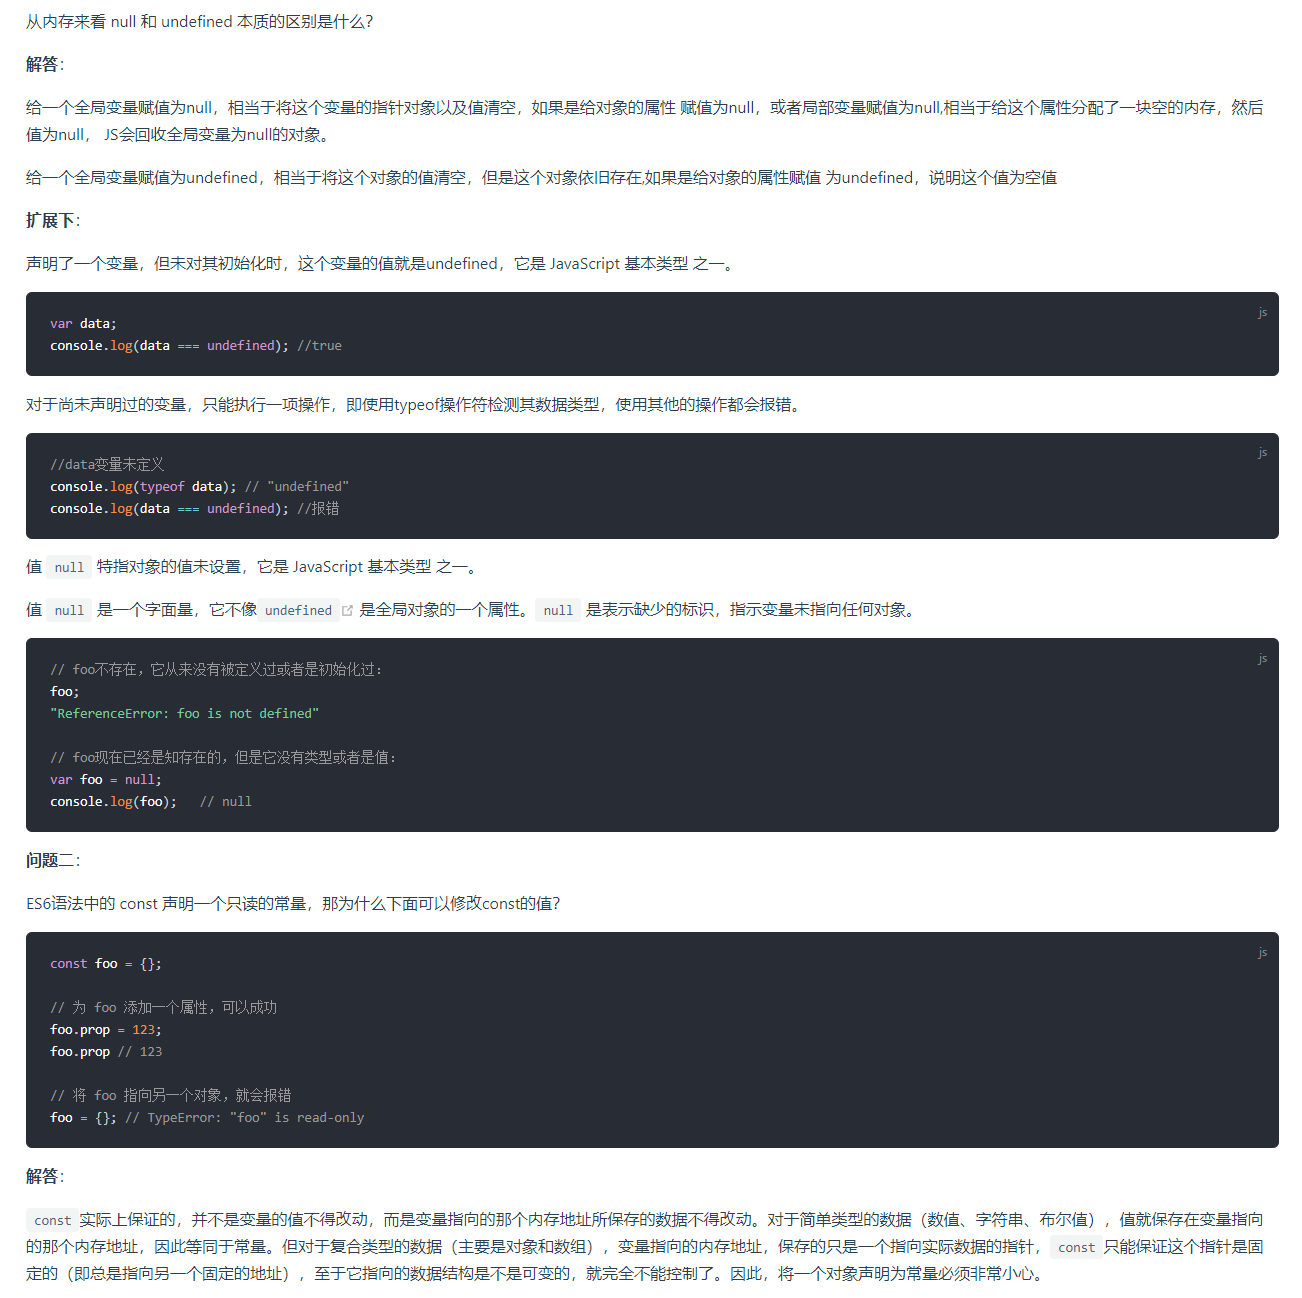 从内存来看 null 和 undefined 本质的区别是什么？
解答：
给一个全局变量赋值为null，相当于将这个变量的指针对象以及值清空，如果是给对象的属性 赋值为null，或者局部变量赋值为null,相当于给这个属性分配了一块空的内存，然后
值为null， JS会回收全局变量为null的对象。
给一个全局变量赋值为undefined，相当于将这个对象的值清空，但是这个对象依旧存在,如果是给对象的属性赋值 为undefined，说明这个值为空值
扩展下：
声明了一个变量，但未对其初始化时，这个变量的值就是undefined，它是 JavaScript 基本类型 之一。
js
var data;
console.log(data === undefined); //true
对于尚未声明过的变量，只能执行一项操作，即使用typeof操作符检测其数据类型，使用其他的操作都会报错。
js
//data变量未定义
console.log(typeof data); // "undefined"
console.log(data === undefined); //报错
值 null 特指对象的值未设置，它是 JavaScript 基本类型 之一。
值 null 是一个字面量，它不像 undefined 是全局对象的一个属性。null 是表示缺少的标识，指示变量未指向任何对象。
js
// foo不存在，它从来没有被定义过或者是初始化过：
foo;
"ReferenceError: foo is not defined"
// foo现在已经是知存在的，但是它没有类型或者是值：
var foo = null;
console.log(foo);   // null
问题二：
ES6语法中的 const 声明一个只读的常量，那为什么下面可以修改const的值？
js
const foo = {};
// 为 foo 添加一个属性，可以成功
foo.prop = 123;
foo.prop // 123
// 将 foo 指向另一个对象，就会报错
foo = {}; // TypeError: "foo" is read-only
解答：
const 实际上保证的，并不是变量的值不得改动，而是变量指向的那个内存地址所保存的数据不得改动。对于简单类型的数据（数值、字符串、布尔值），值就保存在变量指向
的那个内存地址，因此等同于常量。但对于复合类型的数据（主要是对象和数组），变量指向的内存地址，保存的只是一个指向实际数据的指针， const 只能保证这个指针是固
定的（即总是指向另一个固定的地址），至于它指向的数据结构是不是可变的，就完全不能控制了。因此，将一个对象声明为常量必须非常小心。